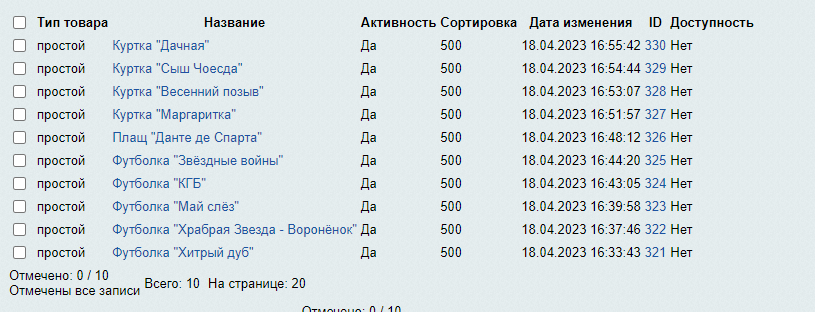 Тип товара Название Активность Сортировка Дата изменения ID Доступность
простой Куртка "Дачная" Да 500 18.04.2023 16:55:42 330 Нет
простой Куртка "Сыш Чоесда" Да 500 18.04.2023 16:54:44 329 Нет
простой Куртка "Весенний позыв" Да 500 18.04.2023 16:53:07 328 Нет
простой Куртка "Маргаритка" Да 500 18.04.2023 16:51:57 327 Нет
простой Плащ "Данте де Спарта" Да 500 18.04.2023 16:48:12 326 Нет
простой Футболка "Звёздные войны" Да 500 18.04.2023 16:44:20 325 Нет
простой Футболка "КГБ" Да 500 18.04.2023 16:43:05 324 Нет
простой Футболка "Май слёз" Да 500 18.04.2023 16:39:58 323 Нет
простой Футболка "Храбрая Звезда - Воронёнок" Да 500 18.04.2023 16:37:46 322 Нет
простой Футболка "Хитрый дуб" Да 500 18.04.2023 16:33:43 321 Нет
Отмечено: 0 / 10
Отмечены все записи
Всего: 10 На странице: 20
Отмечено: 0 / 10